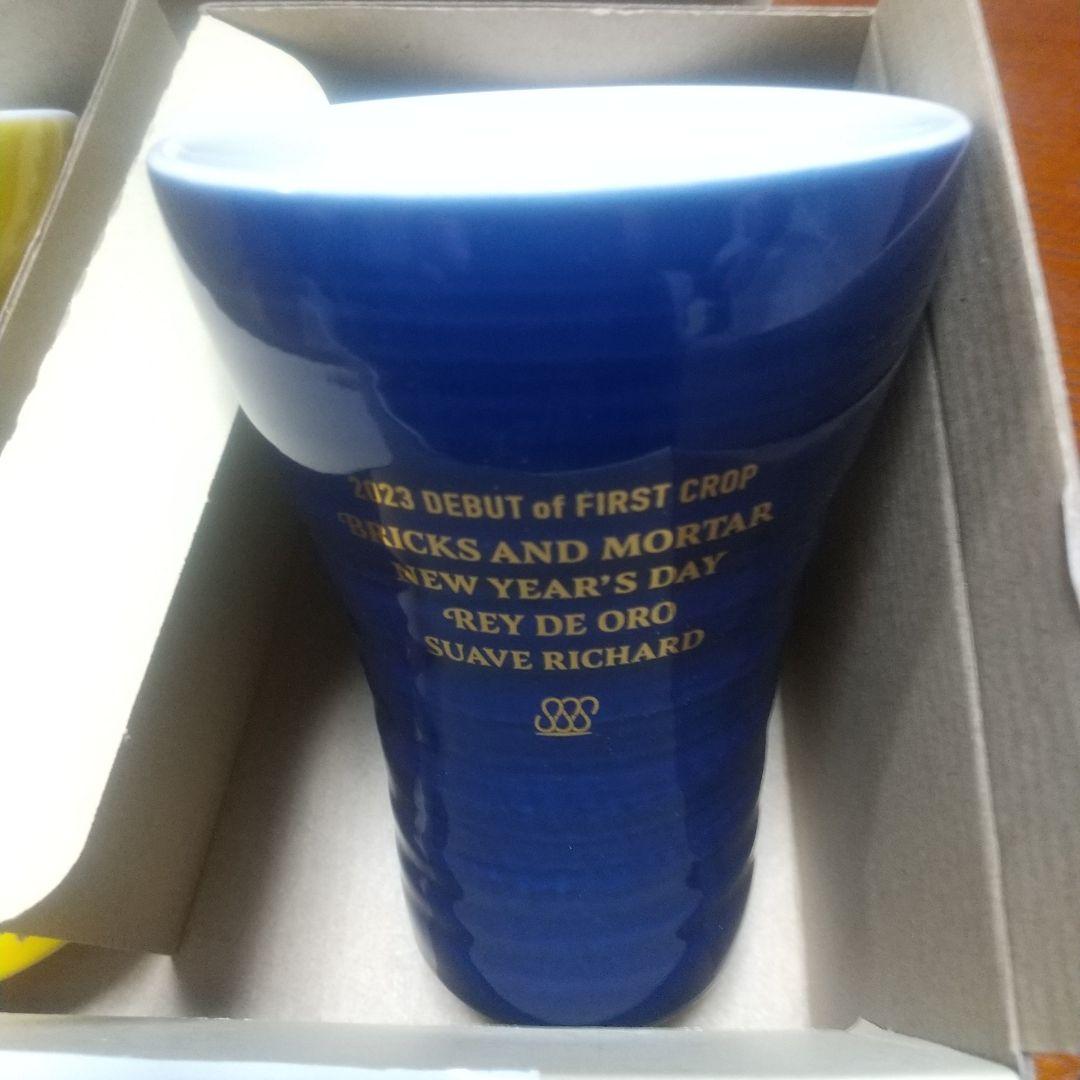 2023 DEBUT of FIRST CROP
BRICKS AND MORTAR
NEW YEAR'S DAY
REY DE ORO
SUAVE RICHARD